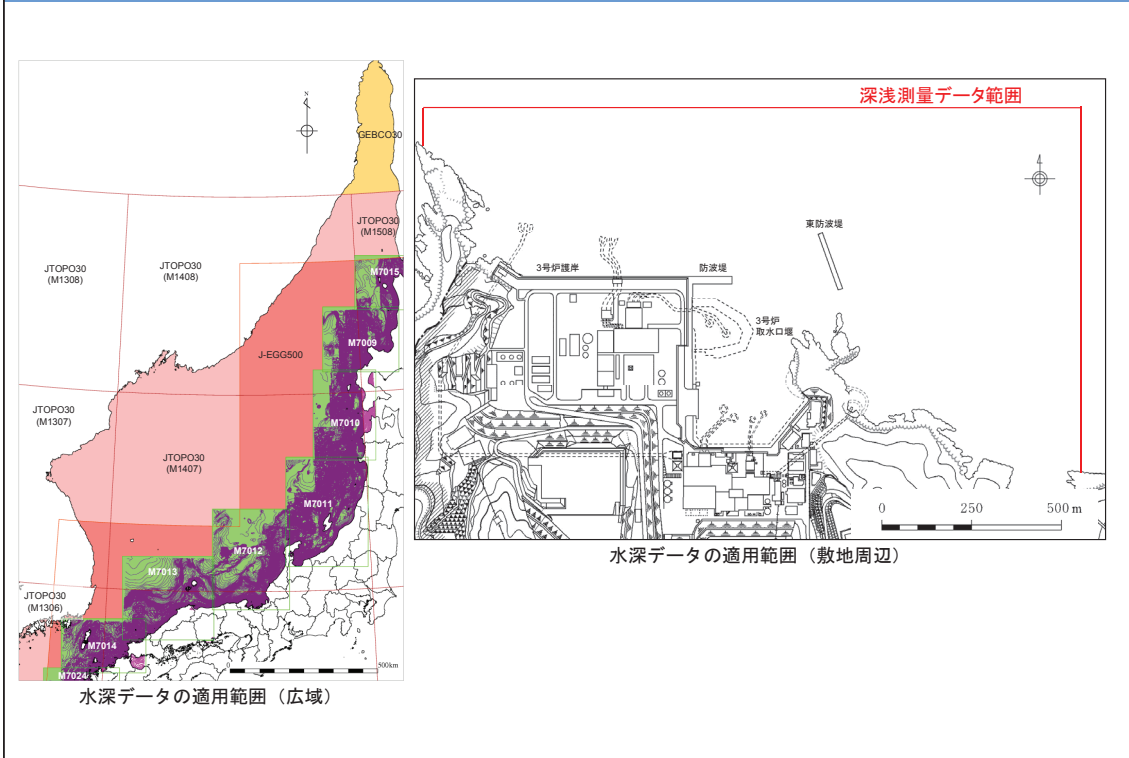 N
GEBCO30
JTOPO30
(M1508)
JTOPO30
(M1308)
JTOPO30
(M1408)
M7015
M7009
J-EGG500
JTOPO30
(M1307)
M7010
JTOPO30
(M1407)
M7011
M7012
M7013
JTOPO30
(M1306)
M7014
M7024
0
500km
水深データの適用範囲（広域）
深浅測量データ範囲
東防波堤
3号炉護岸
防波堤
3号炉
取水口堰
0 250 500 m
水深データの適用範囲（敷地周辺）